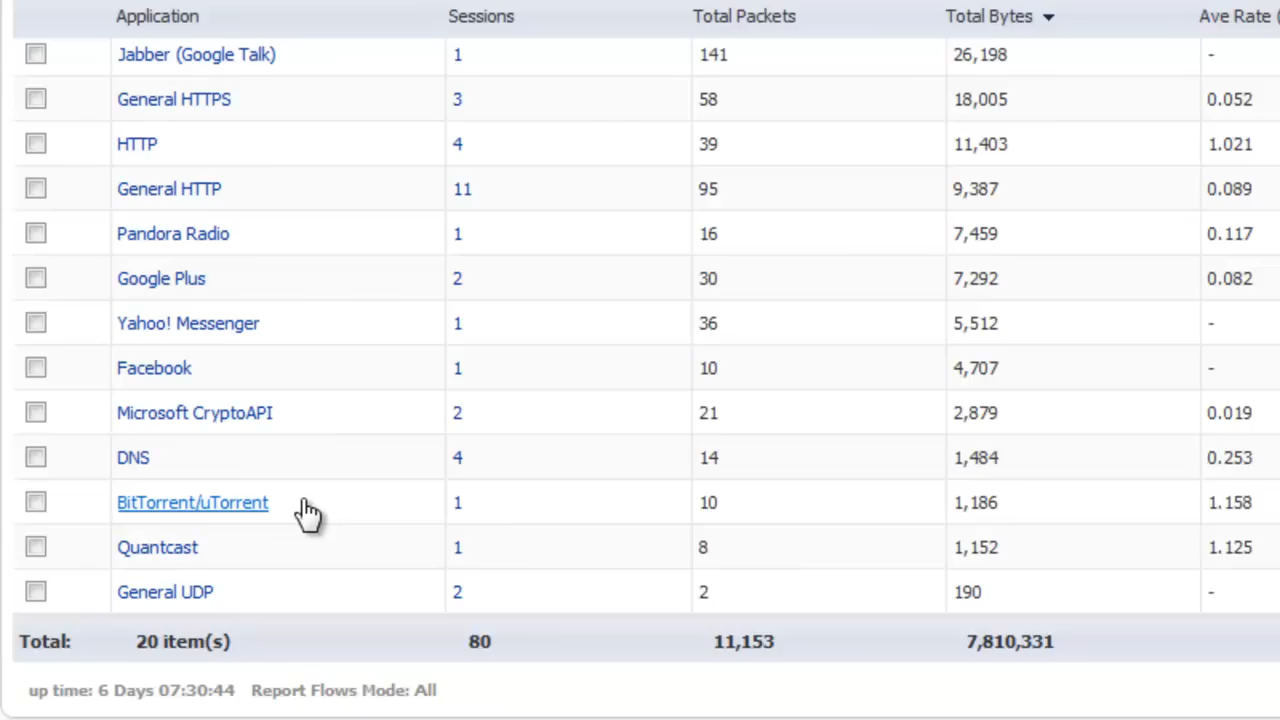 Application Sessions Total Packets Total Bytes Ave Rate (
Jabber (Google Talk) 1 141 26,198 -
General HTTPS 3 58 18,005 0.052
HTTP 4 39 11,403 1.021
General HTTP 11 95 9,387 0.089
Pandora Radio 1 16 7,459 0.117
Google Plus 2 30 7,292 0.082
Yahoo! Messenger 1 36 5,512 -
Facebook 1 10 4,707 -
Microsoft CryptoAPI 2 21 2,879 0.019
DNS 4 14 1,484 0.253
BitTorrent/uTorrent 1 10 1,186 1.158
Quantcast 1 8 1,152 1.125
General UDP 2 2 190 -
Total: 20 item(s) 80 11,153 7,810,331
up time: 6 Days 07:30:44 Report Flows Mode: All